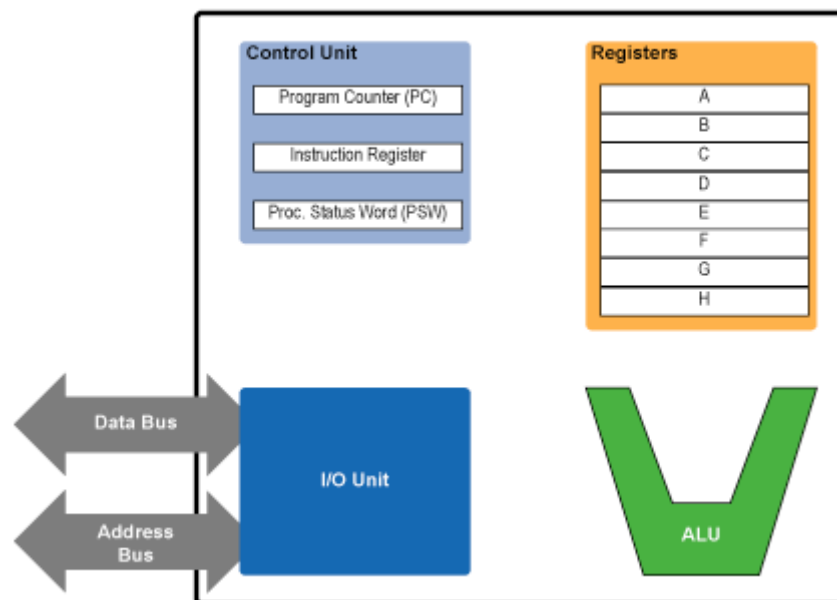 Control Unit
Program Counter (PC)
Instruction Register
Proc. Status Word (PSW)
Registers
A
B
C
D
E
F
G
H
Data Bus
Address
Bus
I/O Unit
ALU